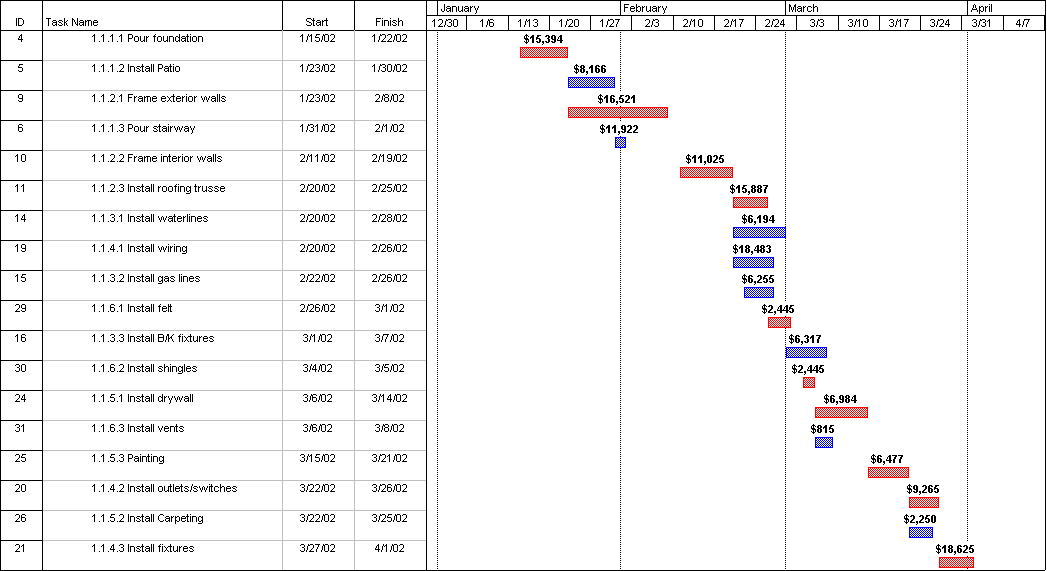 January February March April
ID Task Name Start Finish 12/30 1/6 1/13 1/20 1/27 2/3 2/10 2/17 2/24 3/3 3/10 3/17 3/24 3/31 4/7
4 1.1.1.1 Pour foundation 1/15/02 1/22/02 $15,394
5 1.1.1.2 Install Patio 1/23/02 1/30/02 $8,166
9 1.1.2.1 Frame exterior walls 1/23/02 2/8/02 $16,521
6 1.1.1.3 Pour stairway 1/31/02 2/1/02 $11,922
10 1.1.2.2 Frame interior walls 2/11/02 2/19/02 $11,025
11 1.1.2.3 Install roofing trusse 2/20/02 2/25/02 $15,887
14 1.1.3.1 Install waterlines 2/20/02 2/28/02 $6,194
19 1.1.4.1 Install wiring 2/20/02 2/26/02 $18,483
15 1.1.3.2 Install gas lines 2/22/02 2/26/02 $6,255
29 1.1.6.1 Install felt 2/26/02 3/1/02 $2,445
16 1.1.3.3 Install B/K fixtures 3/1/02 3/7/02 $6,317
30 1.1.6.2 Install shingles 3/4/02 3/5/02 $2,445
24 1.1.5.1 Install drywall 3/6/02 3/14/02 $6,984
31 1.1.6.3 Install vents 3/6/02 3/8/02 $815
25 1.1.5.3 Painting 3/15/02 3/21/02 $6,477
20 1.1.4.2 Install outlets/switches 3/22/02 3/26/02 $9,265
26 1.1.5.2 Install Carpeting 3/22/02 3/25/02 $2,250
21 1.1.4.3 Install fixtures 3/27/02 4/1/02 $18,625